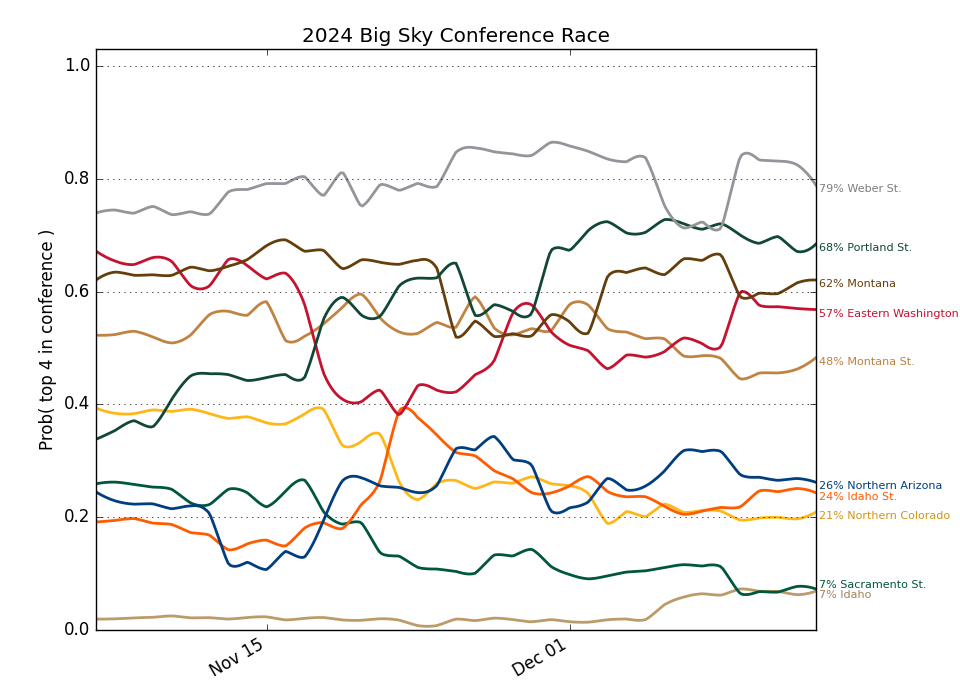 2024 Big Sky Conference Race
Prob( top 4 in conference )
1.0
0.8
0.6
0.4
0.2
0.0
Nov 15
Dec 01
79% Weber St.
68% Portland St.
62% Montana
57% Eastern Washington
48% Montana St.
26% Northern Arizona
24% Idaho St.
21% Northern Colorado
7% Sacramento St.
7% Idaho